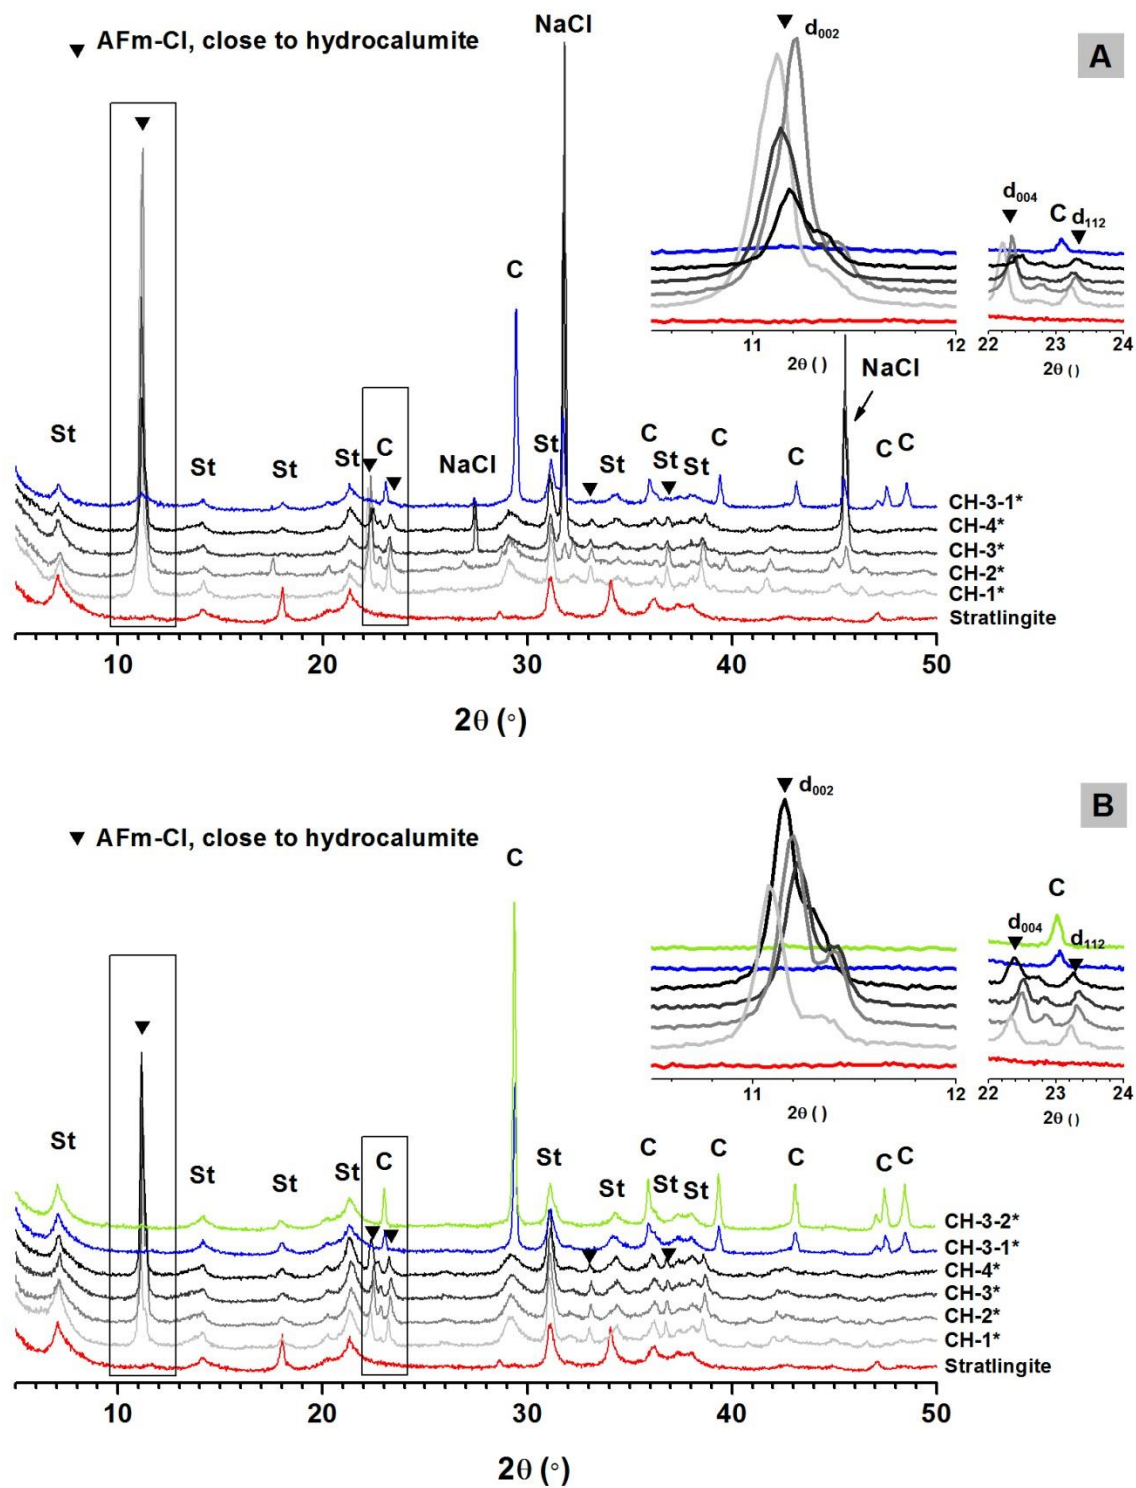 ▼ AFm-Cl, close to hydrocalumite
NaCl
▼ d002
A
d004
C
d112
11
12
2θ ( )
22
23
24
2θ ( )
NaCl
C
St
St
St
St
C
NaCl
St
St
C
St
St
C
C
C
C
CH-3-1*
CH-4*
CH-3*
CH-2*
CH-1*
Stratlingite
10
20
30
40
50
2θ (°)
▼ AFm-Cl, close to hydrocalumite
C
▼ d002
B
C
d004
d112
11
12
2θ ( )
22
23
24
2θ ( )
St
St
St
St
C
St
St
C
St
St
C
C
C
C
CH-3-2*
CH-3-1*
CH-4*
CH-3*
CH-2*
CH-1*
Stratlingite
10
20
30
40
50
2θ (°)